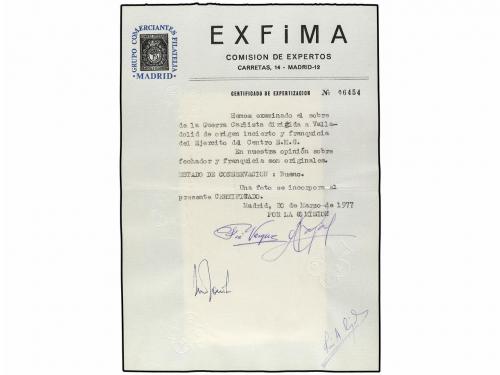 GRUPO COMERCIANTES FILATELIA
MADRID
EXFiMA
COMISION DE EXPERTOS
CARRETAS, 14 - MADRID-12
CERTIFICADO DE EXPERTIZACION Nº 06454
Hemos examinado el sobre
de la Guerra Carlista dirigida a Valla-
dolid de origen incierto y franquicia
del Ejercito del Centro E.M.G.
En nuestra opinión sobre
fechador y franquicia son originales.
ESTADO DE CONSERVACION : Bueno.
Una foto se incorpora al
presente CERTIFICADO.
Madrid, 20 de Marzo de 1977
POR LA COMISION